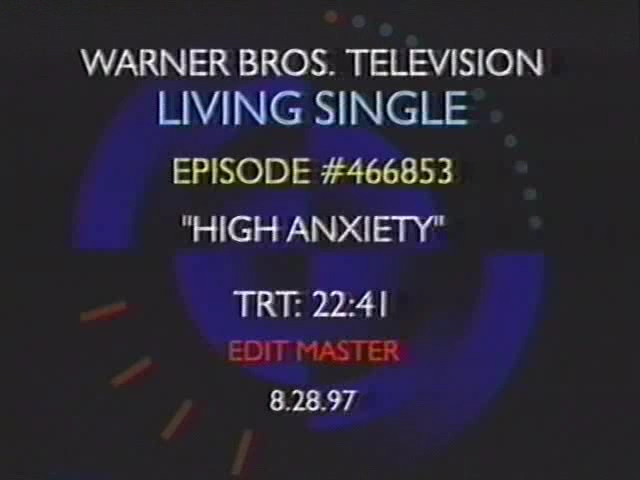 WARNER BROS. TELEVISION
LIVING SINGLE
EPISODE #466853
"HIGH ANXIETY"
TRT: 22:41
EDIT MASTER
8.28.97